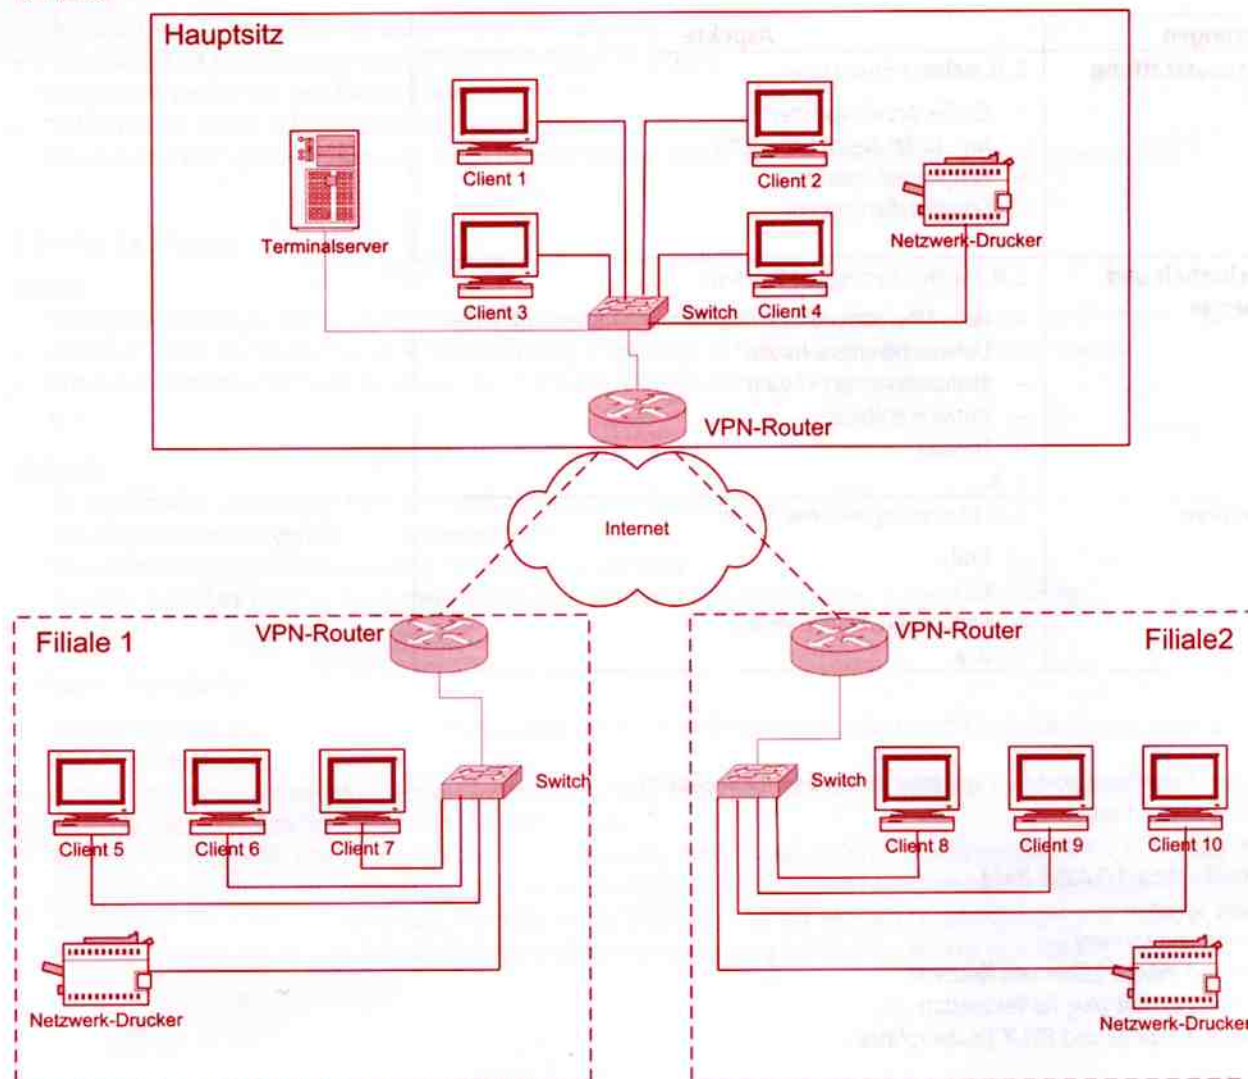 Hauptsitz
Client 1
Client 2
Terminalserver
Netzwerk-Drucker
Client 3
Switch
Client 4
VPN-Router
Internet
Filiale 1
VPN-Router
VPN-Router
Filiale2
Switch
Switch
Client 5
Client 6
Client 7
Client 8
Client 9
Client 10
Netzwerk-Drucker
Netzwerk-Drucker